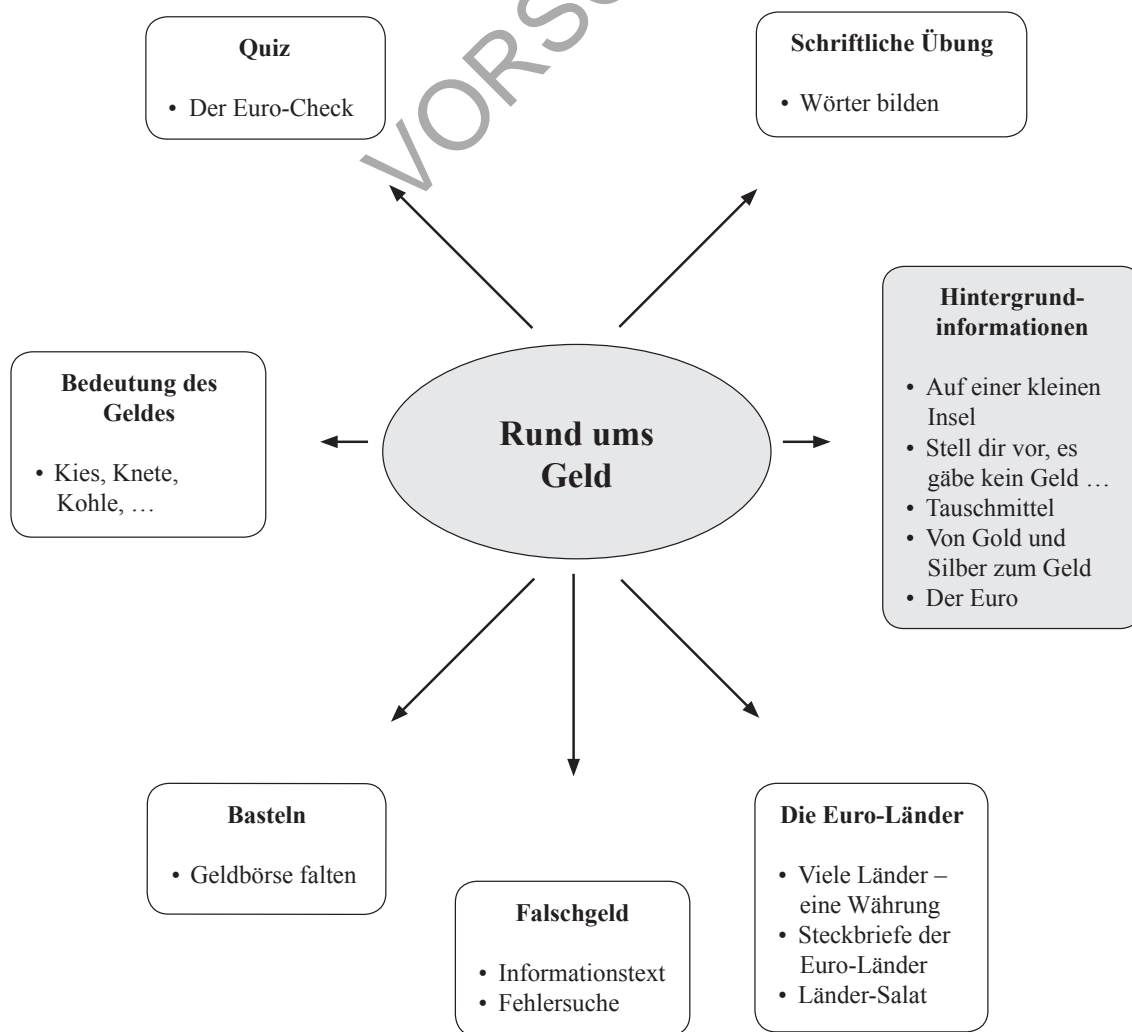 VORSC
Quiz
• Der Euro-Check
Schriftliche Übung
• Wörter bilden
Hintergrund-
informationen
• Auf einer kleinen
Insel
• Stell dir vor, es
gäbe kein Geld …
• Tauschmittel
• Von Gold und
Silber zum Geld
• Der Euro
Bedeutung des
Geldes
• Kies, Knete,
Kohle, …
Rund ums
Geld
Basteln
• Geldbörse falten
Falschgeld
• Informationstext
• Fehlersuche
Die Euro-Länder
• Viele Länder –
eine Währung
• Steckbriefe der
Euro-Länder
• Länder-Salat